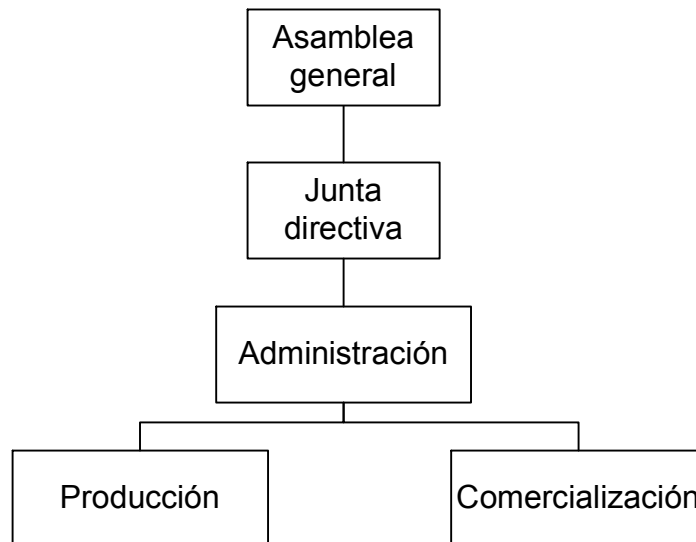 Asamblea
general
Junta
directiva
Administración
Producción
Comercialización